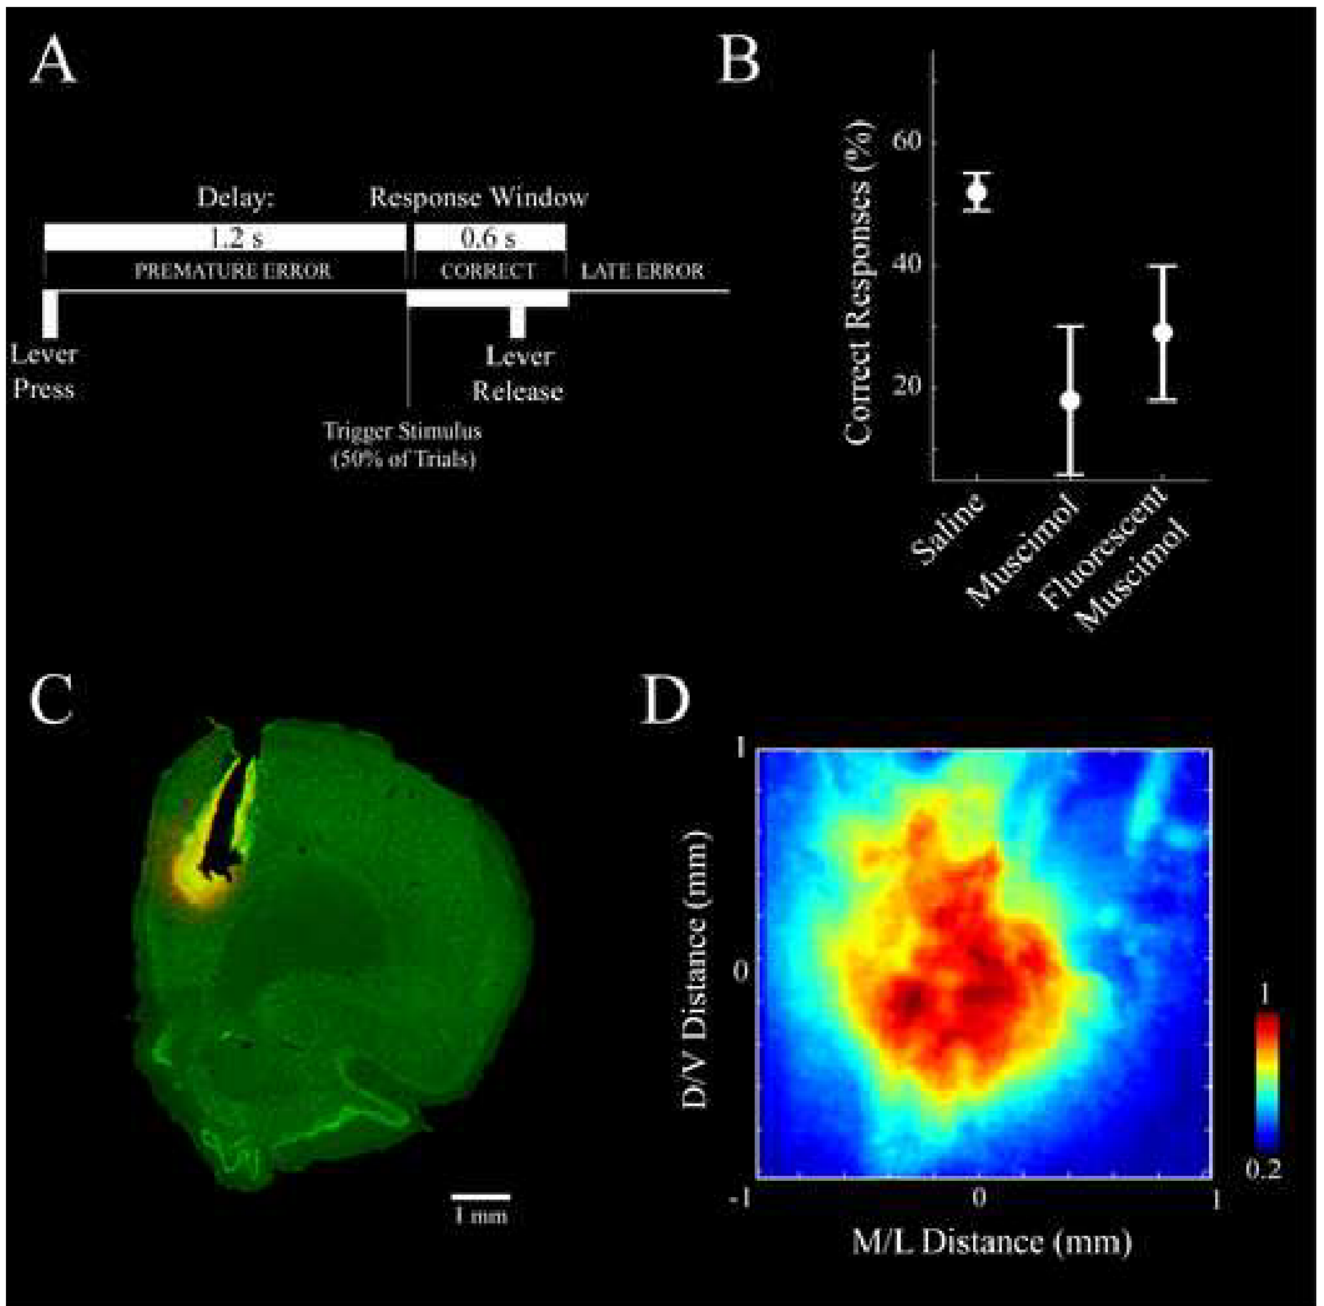 A
Delay:
Response Window
1.2 s
0.6 s
PREMATURE ERROR
CORRECT
LATE ERROR
Lever
Press
Lever
Release
Trigger Stimulus
(50% of Trials)
B
Correct Responses (%)
60
40
20
Saline
Muscimol
Fluorescent
Muscimol
C
1 mm
D
D/V Distance (mm)
1
0
-1
0
1
M/L Distance (mm)
1
0.2